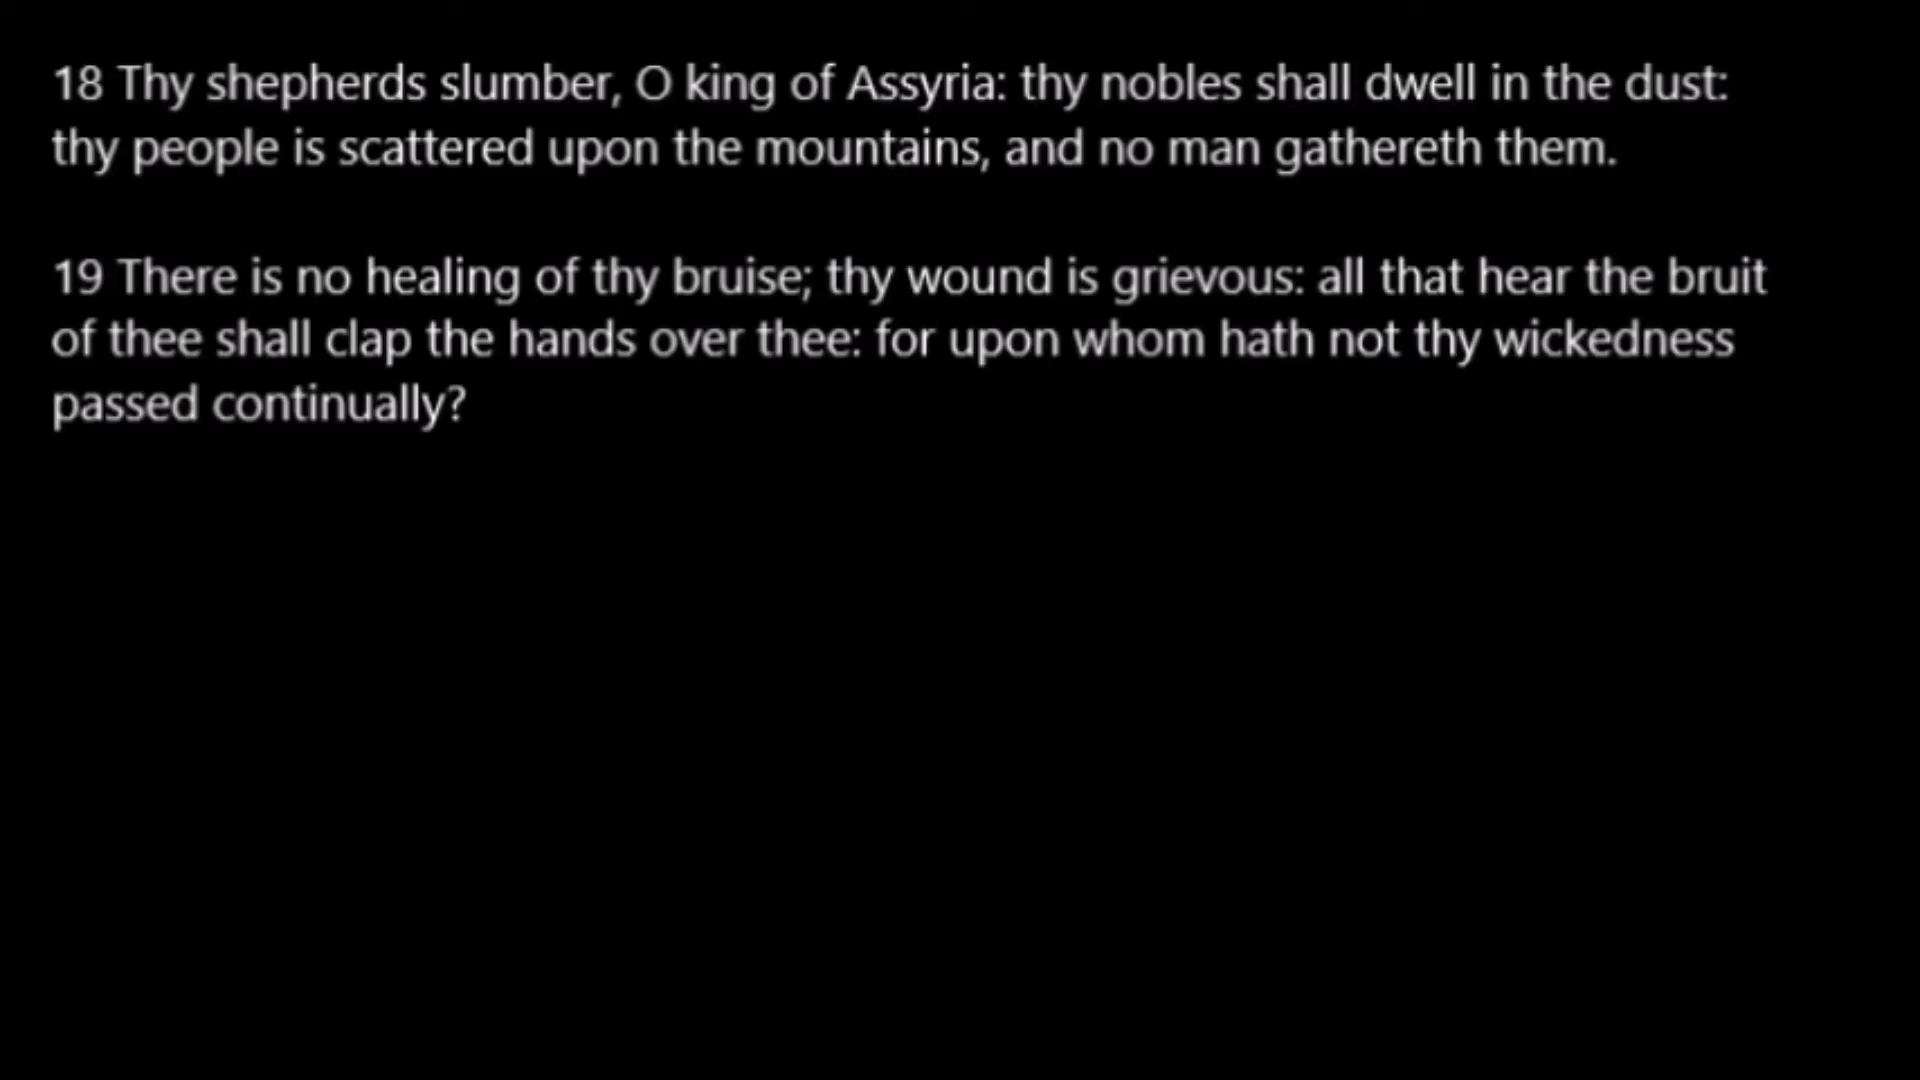 18 Thy shepherds slumber, O king of Assyria: thy nobles shall dwell in the dust:
thy people is scattered upon the mountains, and no man gathereth them.
19 There is no healing of thy bruise; thy wound is grievous: all that hear the bruit
of thee shall clap the hands over thee: for upon whom hath not thy wickedness
passed continually?